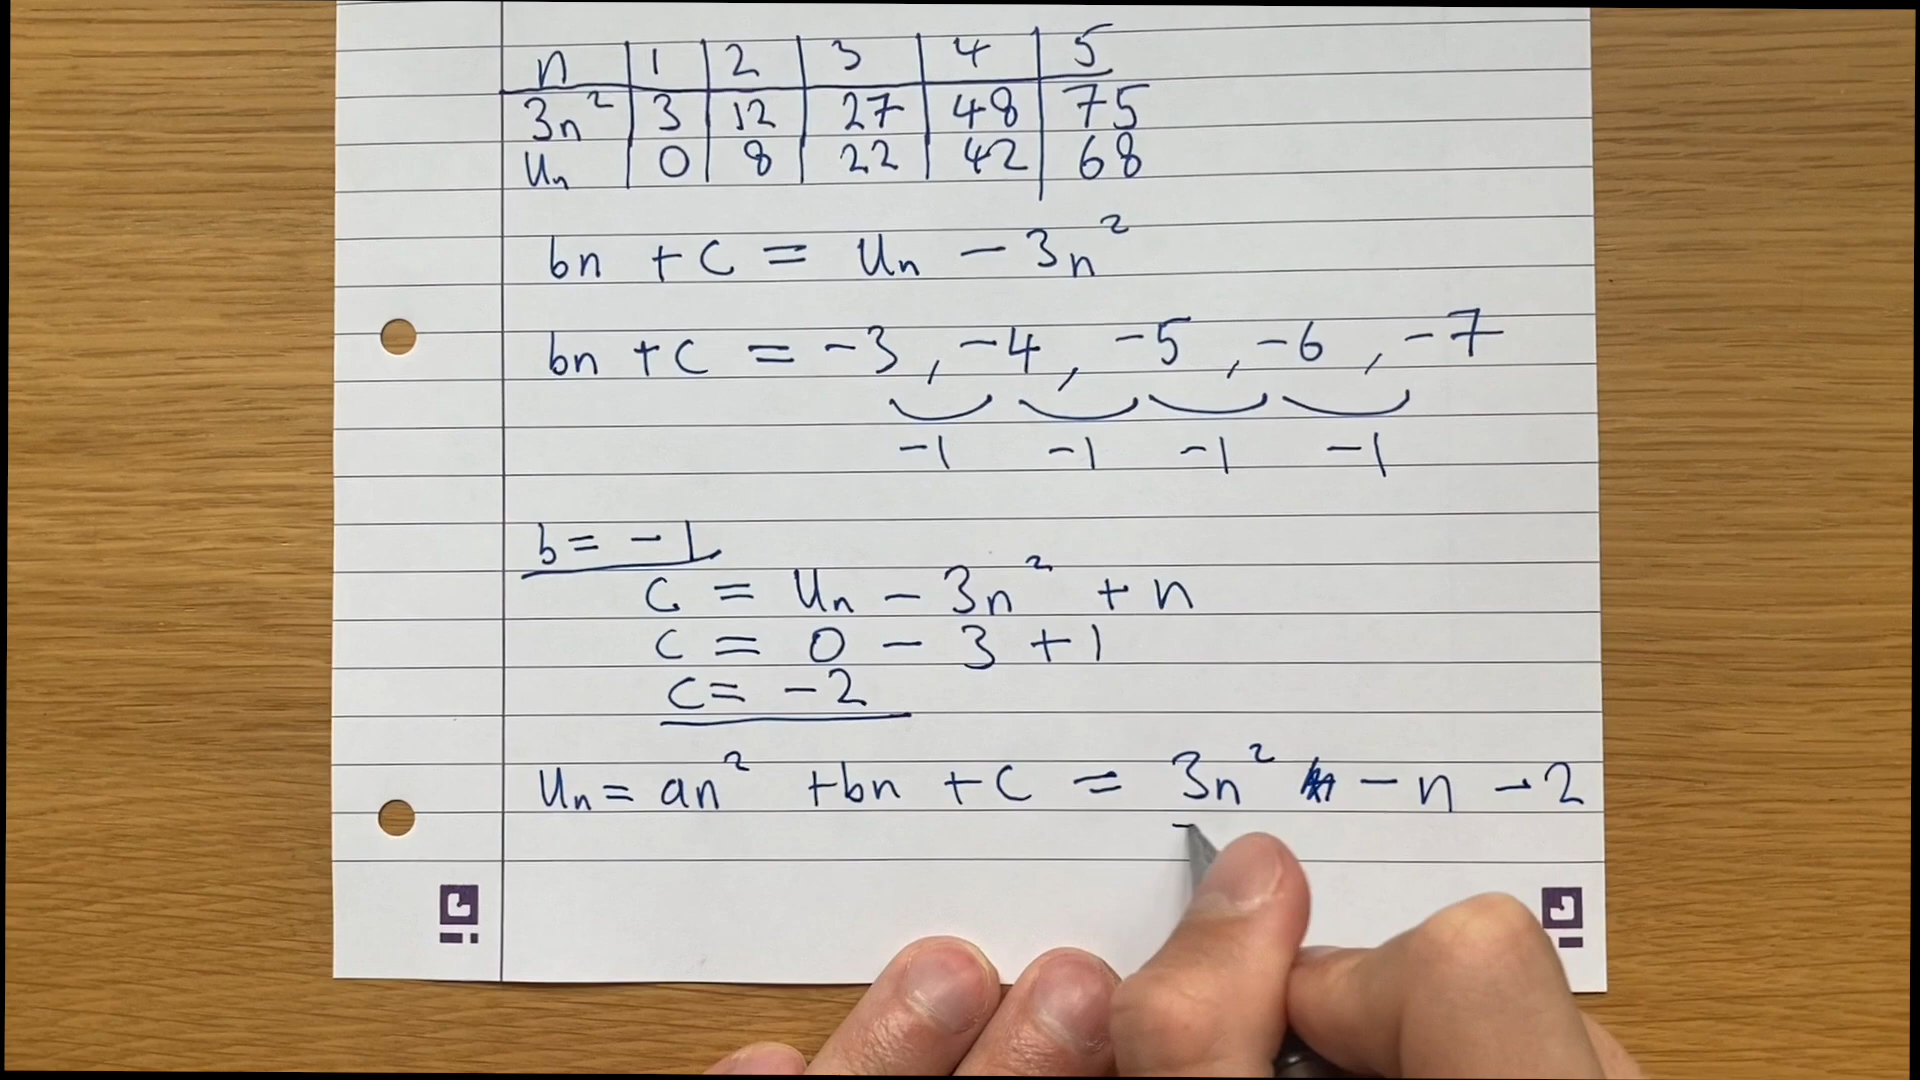 n 1 2 3 4 5
3n² 3 12 27 48 75
Un 0 8 22 42 68
bn + c = Un - 3n²
bn + c = -3, -4, -5, -6, -7
-1 -1 -1 -1
b = -1
c = Un - 3n² + n
c = 0 - 3 + 1
c = -2
Un = an² + bn + c = 3n² - n - 2